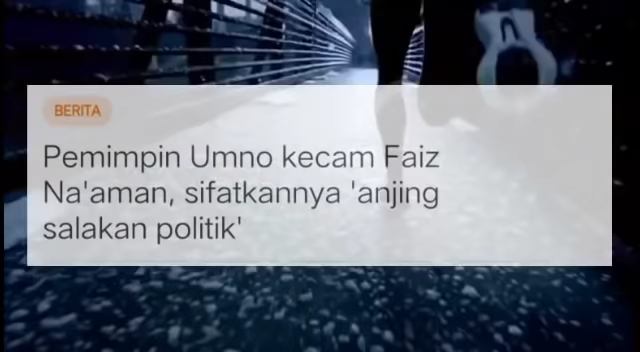 BERITA
Pemimpin Umno kecam Faiz
Na'aman, sifatkannya 'anjing
salakan politik'